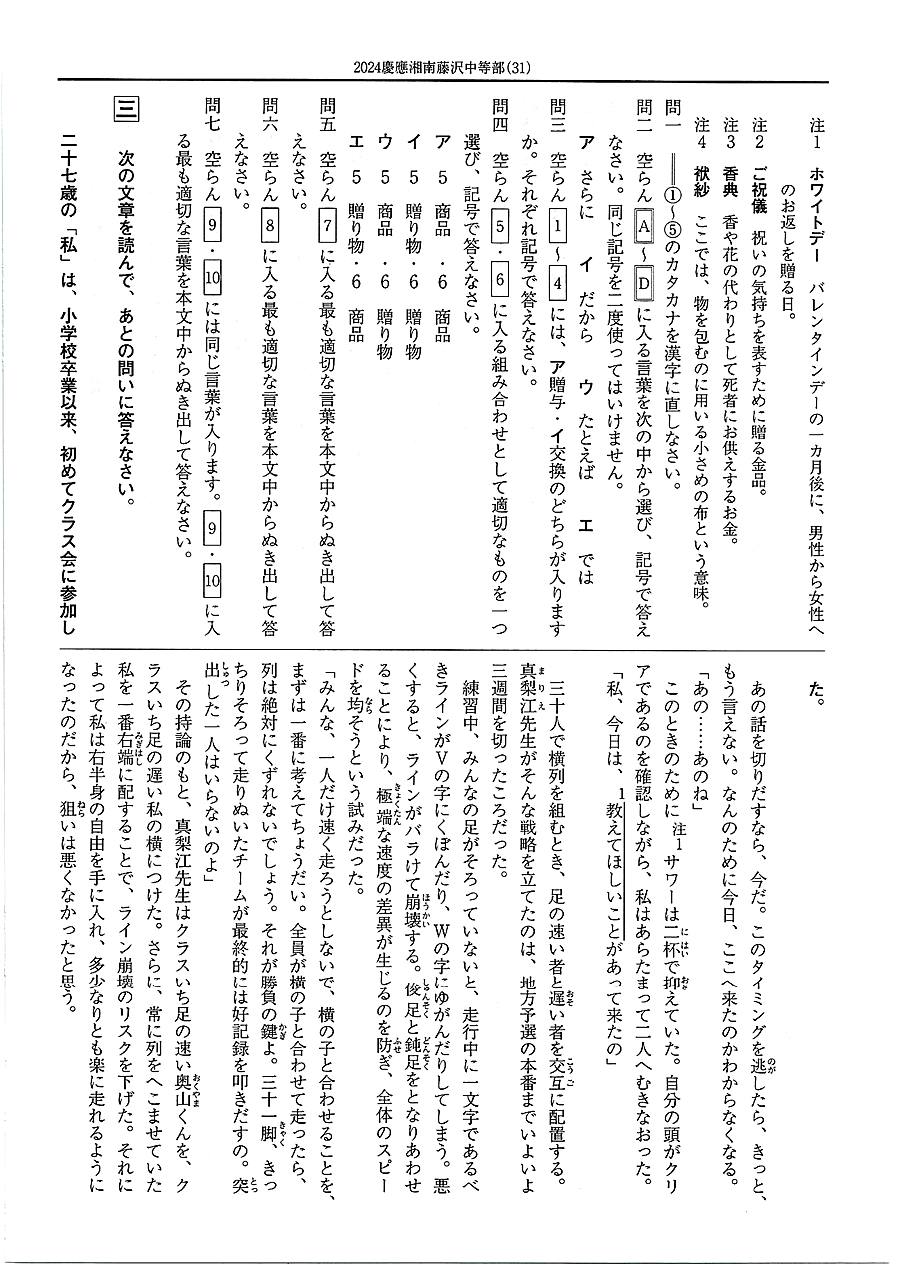 2024慶應湘南藤沢中等部(31)
注1 ホワイトデー バレンタインデーの一カ月後に、男性から女性へ
のお返しを贈る日。
注2 ご祝儀 祝いの気持ちを表すために贈る金品。
注3 香典 香や花の代わりとして死者にお供えするお金。
注4 袱紗 ここでは、物を包むのに用いる小さめの布という意味。
問一 ══①～⑤のカタカナを漢字に直しなさい。
問二 空らんA～Dに入る言葉を次の中から選び、記号で答え
なさい。同じ記号を二度使ってはいけません。
ア さらに イ だから ウ たとえば エ では
問三 空らん1～4には、ア贈与・イ交換のどちらが入ります
か。それぞれ記号で答えなさい。
問四 空らん5・6に入る組み合わせとして適切なものを一つ
選び、記号で答えなさい。
ア 5 商品・6 商品
イ 5 贈り物・6 贈り物
ウ 5 商品・6 贈り物
エ 5 贈り物・6 商品
問五 空らん7に入る最も適切な言葉を本文中からぬき出して答
えなさい。
問六 空らん8に入る最も適切な言葉を本文中からぬき出して答
えなさい。
問七 空らん9・10には同じ言葉が入ります。9・10に入
る最も適切な言葉を本文中からぬき出して答えなさい。
三 次の文章を読んで、あとの問いに答えなさい。
二十七歳の「私」は、小学校卒業以来、初めてクラス会に参加し
た。
あの話を切りだすなら、今だ。このタイミングを逃したら、きっと、
もう言えない。なんのために今日、ここへ来たのかわからなくなる。
「あの……あのね」
このときのために注1サワーは二杯で抑えていた。自分の頭がクリ
アであるのを確認しながら、私はあらたまって二人へむきなおった。
「私、今日は、1教えてほしいことがあって来たの」
三十人で横列を組むとき、足の速い者と遅い者を交互に配置する。
真梨江先生がそんな戦略を立てたのは、地方予選の本番までいよいよ
三週間を切ったころだった。
練習中、みんなの足がそろっていないと、走行中に一文字であるべ
きラインがVの字にくぼんだり、Wの字にゆがんだりしてしまう。悪
くすると、ラインがバラけて崩壊する。俊足と鈍足をとなりあわせ
ることにより、極端な速度の差異が生じるのを防ぎ、全体のスピー
ドを均そうという試みだった。
「みんな、一人だけ速く走ろうとしないで、横の子と合わせることを、
まずは一番に考えてちょうだい。全員が横の子と合わせて走ったら、
列は絶対にくずれないでしょう。それが勝負の鍵よ。三十一脚、きっ
ちりそろって走りぬいたチームが最終的には好記録を叩きだすの。突
出した一人はいらないのよ」
その持論のもと、真梨江先生はクラスいち足の速い奥山くんを、ク
ラスいち足の遅い私の横につけた。さらに、常に列をへこませていた
私を一番右端に配することで、ライン崩壊のリスクを下げた。それに
よって私は右半身の自由を手に入れ、多少なりとも楽に走れるように
なったのだから、狙いは悪くなかったと思う。